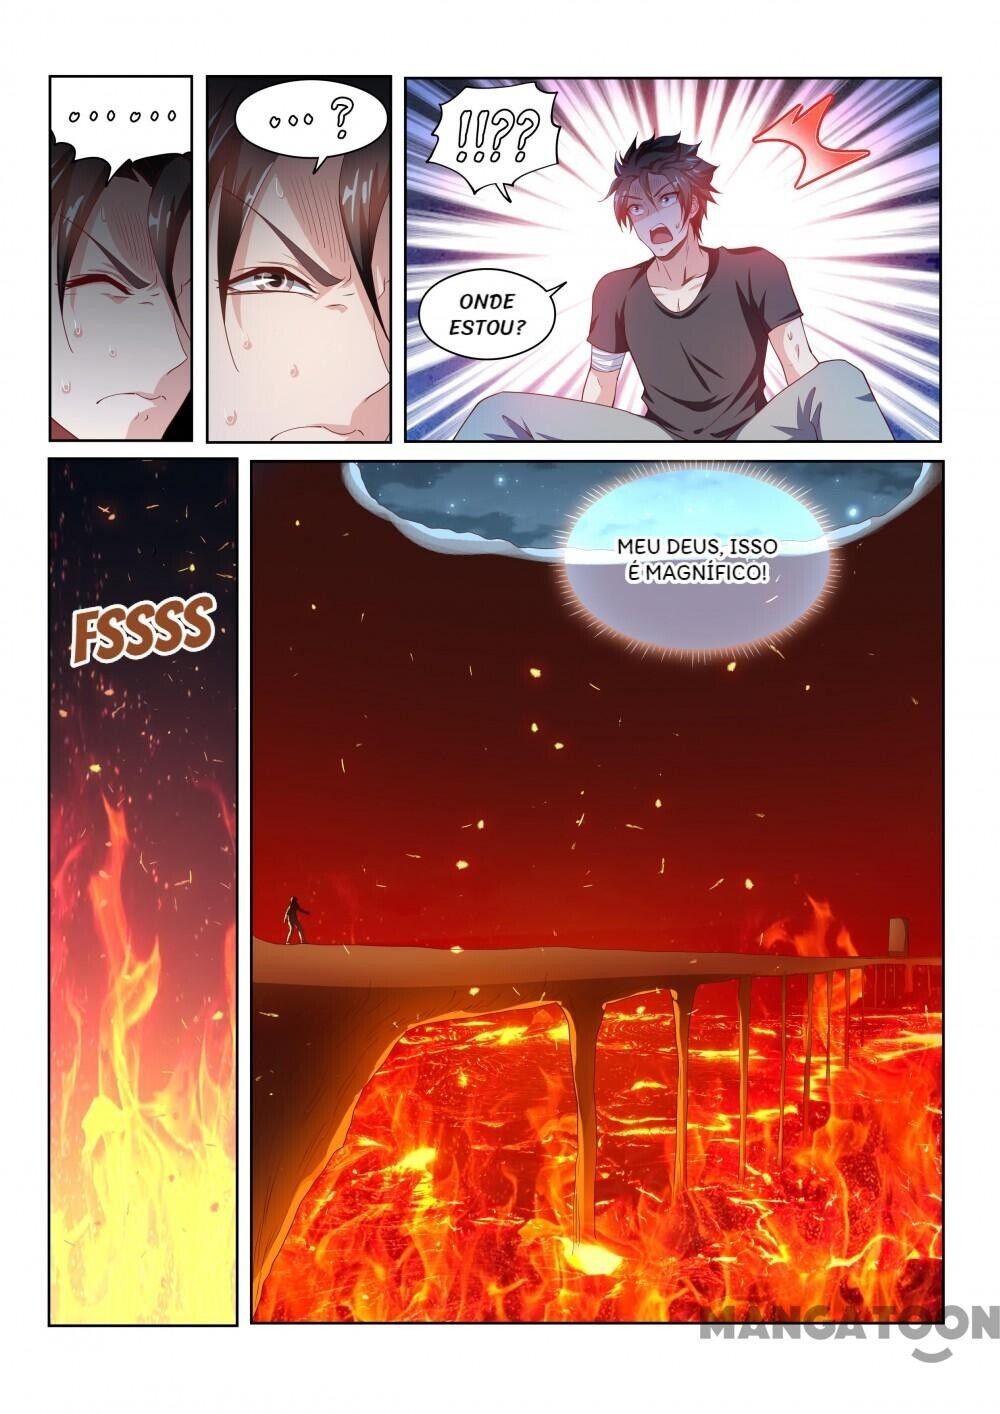 ......
...?
!!??
ONDE
ESTOU?
FSSSS
MEU DEUS, ISSO
É MAGNÍFICO!
MANGATOON